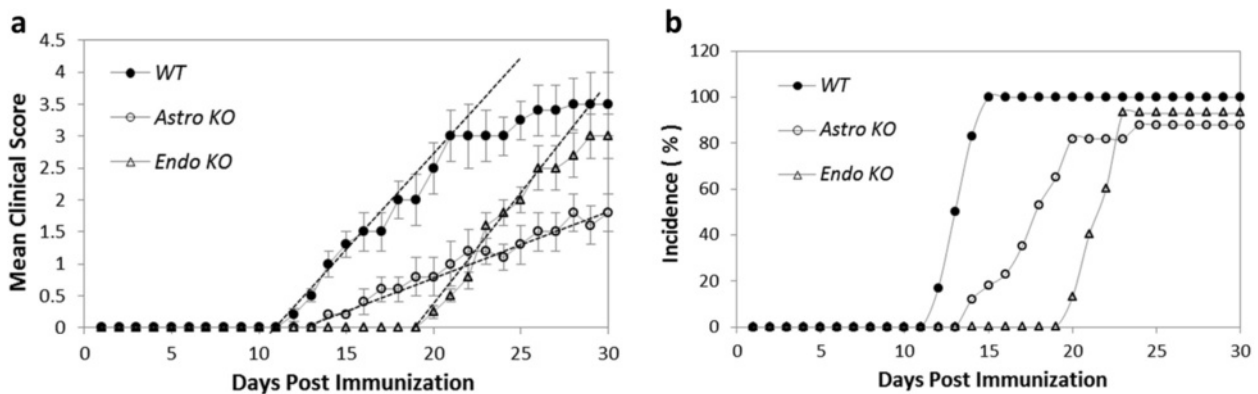 a
4.5
4
3.5
3
2.5
2
1.5
1
0.5
0
Mean Clinical Score
WT
Astro KO
Endo KO
0 5 10 15 20 25 30
Days Post Immunization
b
120
100
80
60
40
20
0
Incidence ( % )
WT
Astro KO
Endo KO
0 5 10 15 20 25 30
Days Post Immunization